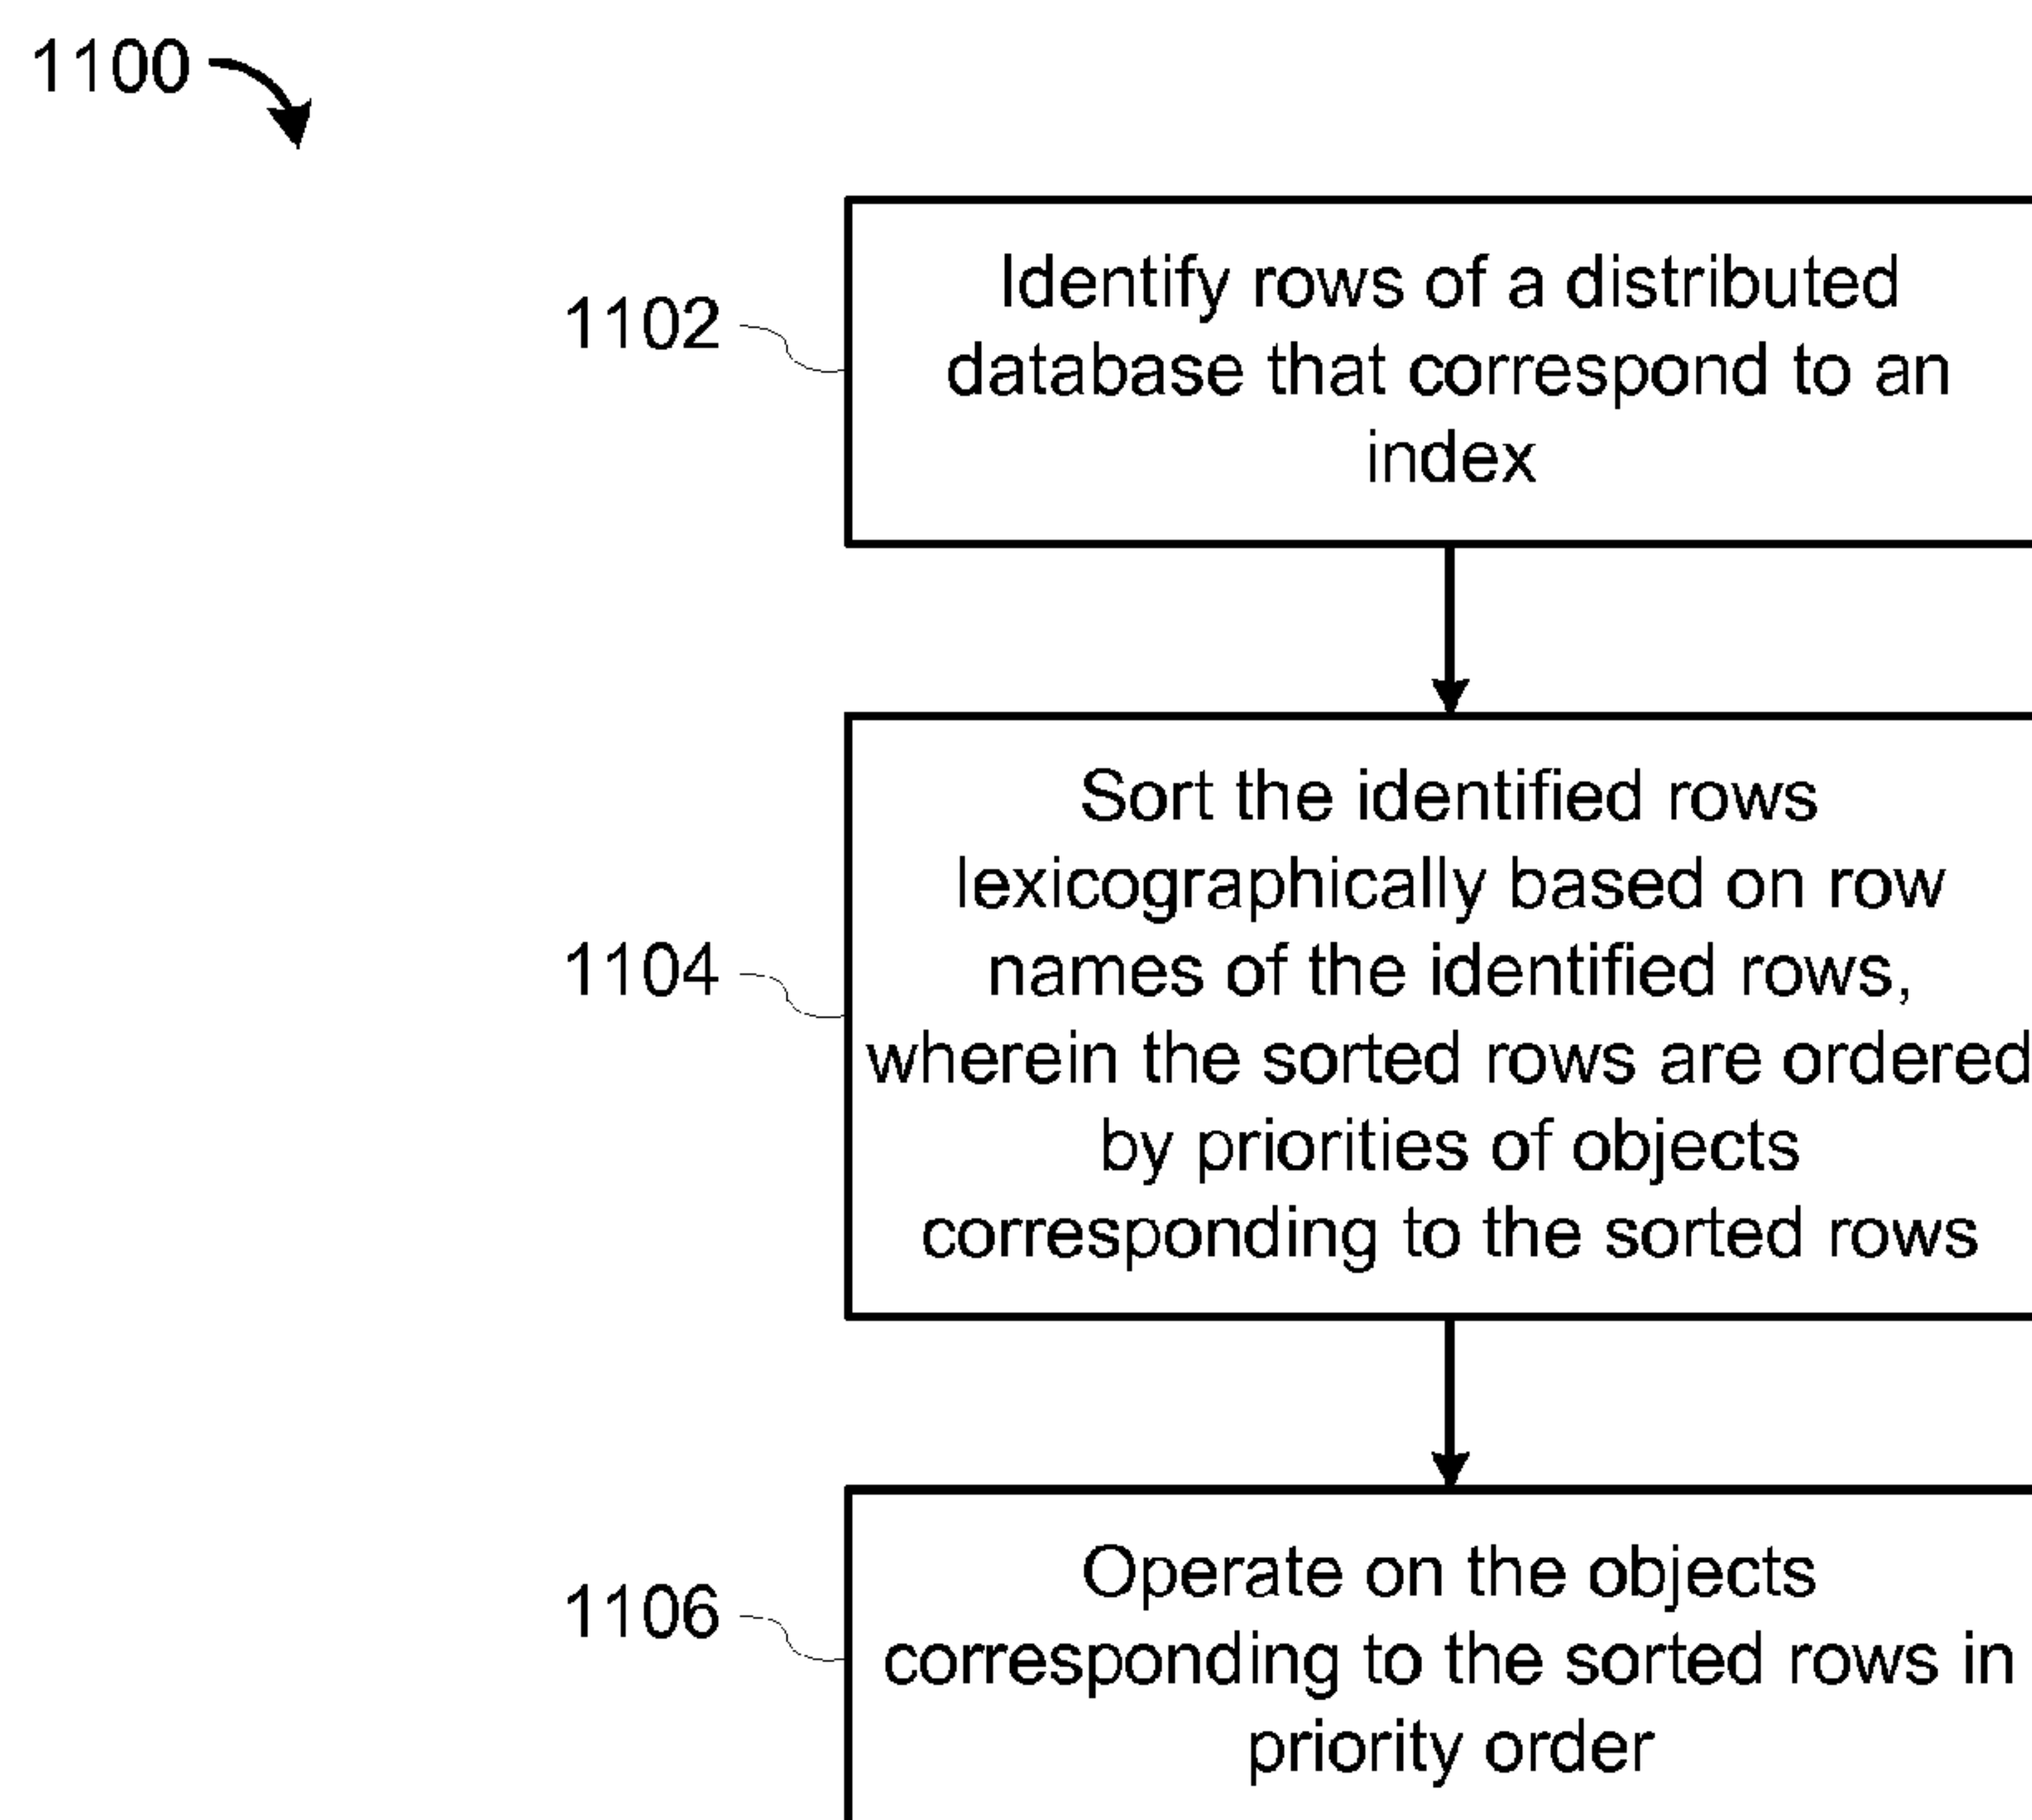 1100
1102
Identify rows of a distributed
database that correspond to an
index
1104
Sort the identified rows
lexicographically based on row
names of the identified rows,
wherein the sorted rows are ordered
by priorities of objects
corresponding to the sorted rows
1106
Operate on the objects
corresponding to the sorted rows in
priority order